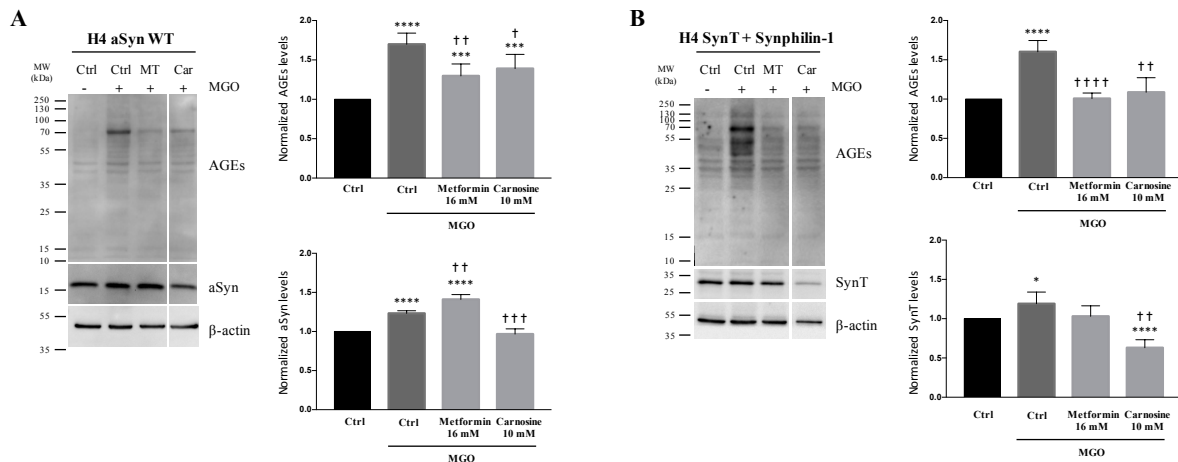 A
H4 aSyn WT
MW
(kDa)
Ctrl Ctrl MT Car
- + + + MGO
250
130
100
70
55
35
25
15
10
AGEs
15
aSyn
55
35
β-actin
Normalized AGEs levels
2.0
1.5
1.0
0.5
0.0
****
††
***
†
***
Ctrl Ctrl Metformin 16 mM Carnosine 10 mM
MGO
Normalized aSyn levels
2.0
1.5
1.0
0.5
0.0
****
††
****
†††
Ctrl Ctrl Metformin 16 mM Carnosine 10 mM
MGO
B
H4 SynT + Synphilin-1
MW
(kDa)
Ctrl Ctrl MT Car
- + + + MGO
250
130
100
70
55
35
25
15
10
AGEs
35
25
SynT
55
35
β-actin
Normalized AGEs levels
2.0
1.5
1.0
0.5
0.0
****
††††
††
Ctrl Ctrl Metformin 16 mM Carnosine 10 mM
MGO
Normalized SynT levels
2.0
1.5
1.0
0.5
0.0
*
††
****
Ctrl Ctrl Metformin 16 mM Carnosine 10 mM
MGO